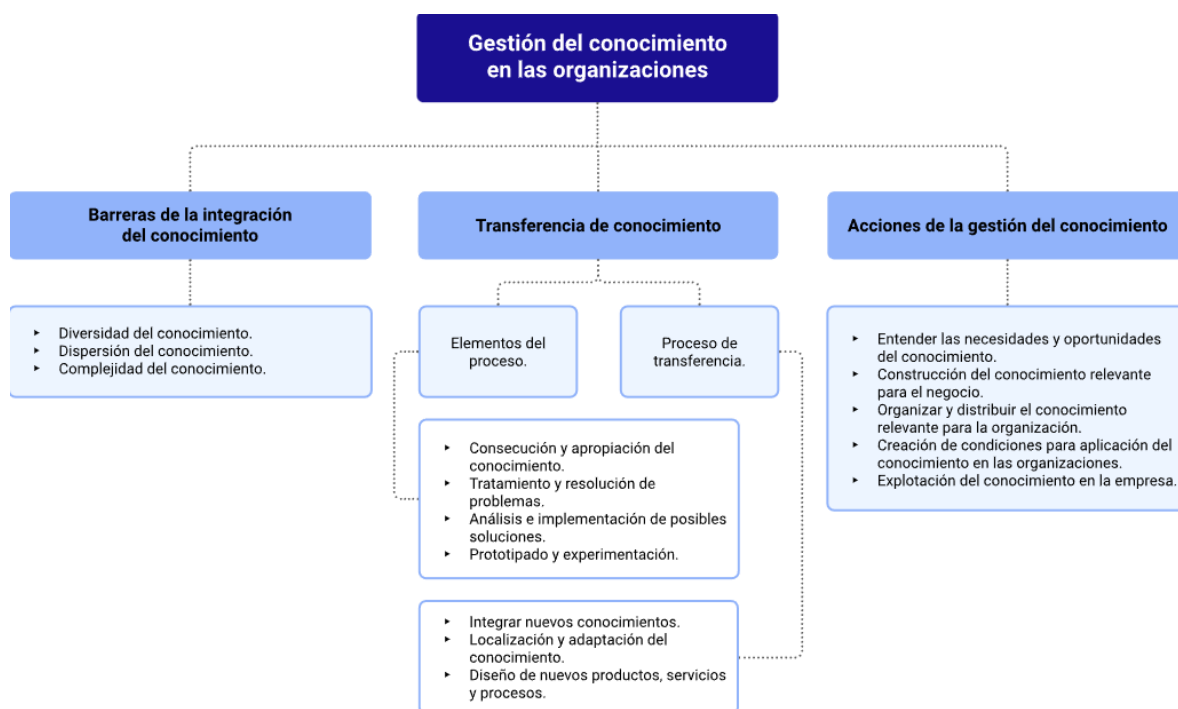 Gestión del conocimiento
en las organizaciones
Barreras de la integración
del conocimiento
Transferencia de conocimiento
Acciones de la gestión del conocimiento
‣ Diversidad del conocimiento.
‣ Dispersión del conocimiento.
‣ Complejidad del conocimiento.
Elementos del
proceso.
Proceso de
transferencia.
‣ Consecución y apropiación del
conocimiento.
‣ Tratamiento y resolución de
problemas.
‣ Análisis e implementación de posibles
soluciones.
‣ Prototipado y experimentación.
‣ Integrar nuevos conocimientos.
‣ Localización y adaptación del
conocimiento.
‣ Diseño de nuevos productos, servicios
y procesos.
‣ Entender las necesidades y oportunidades
del conocimiento.
‣ Construcción del conocimiento relevante
para el negocio.
‣ Organizar y distribuir el conocimiento
relevante para la organización.
‣ Creación de condiciones para aplicación del
conocimiento en las organizaciones.
‣ Explotación del conocimiento en la empresa.